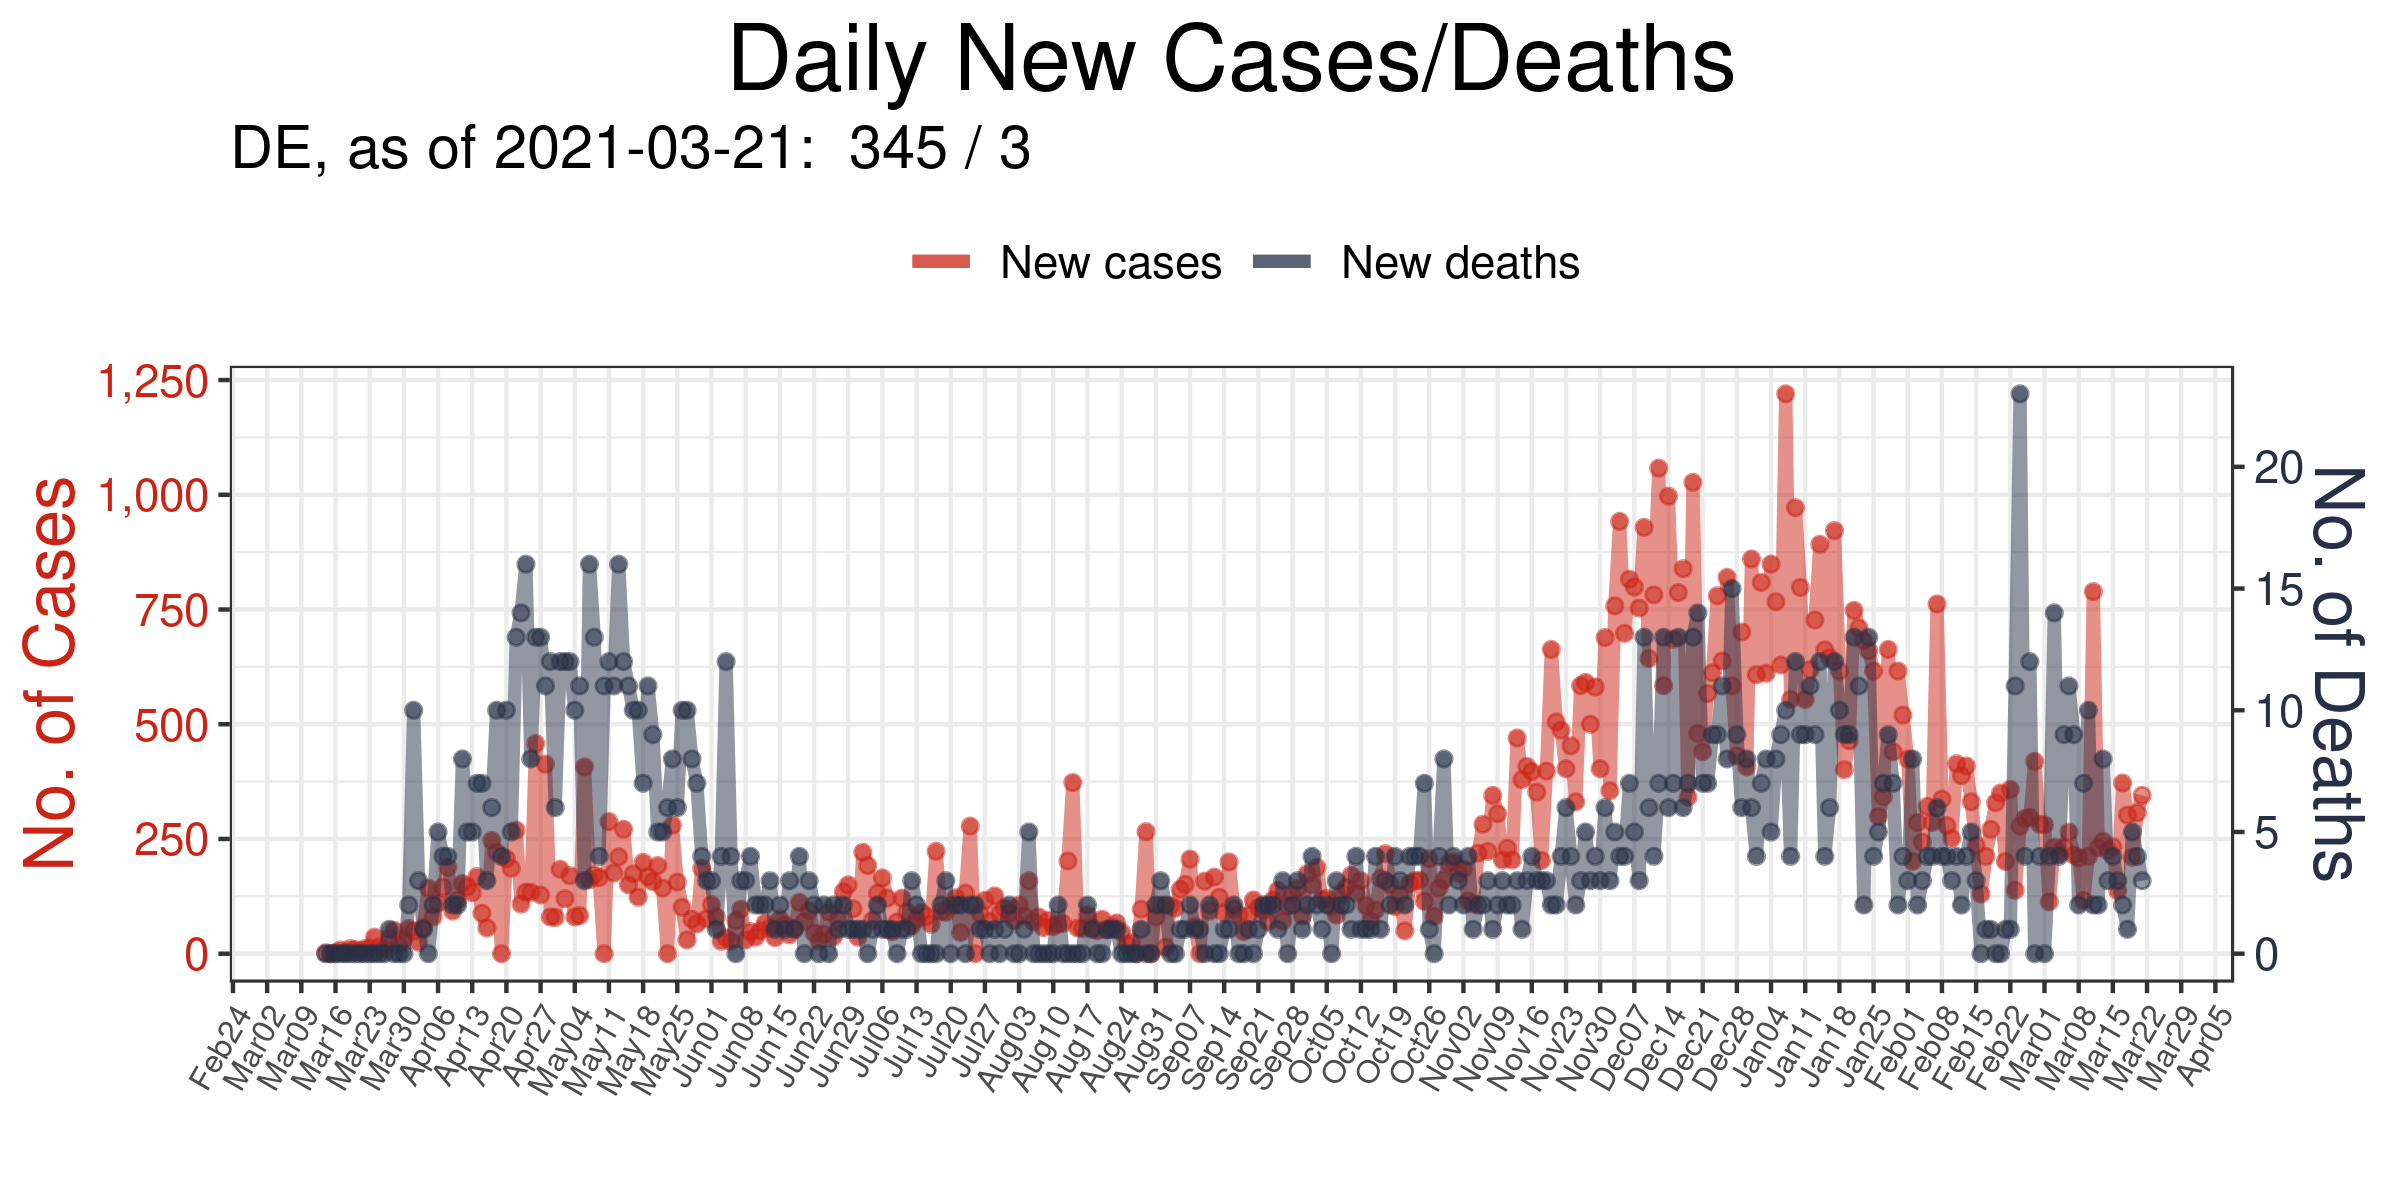 Daily New Cases/Deaths
DE, as of 2021-03-21:  345 / 3
New cases
New deaths
No. of Cases
1,250
1,000
750
500
250
0
20
15
10
5
0
No. of Deaths
Feb24
Mar02
Mar09
Mar16
Mar23
Mar30
Apr06
Apr13
Apr20
Apr27
May04
May11
May18
May25
Jun01
Jun08
Jun15
Jun22
Jun29
Jul06
Jul13
Jul20
Jul27
Aug03
Aug10
Aug17
Aug24
Aug31
Sep07
Sep14
Sep21
Sep28
Oct05
Oct12
Oct19
Oct26
Nov02
Nov09
Nov16
Nov23
Nov30
Dec07
Dec14
Dec21
Dec28
Jan04
Jan11
Jan18
Jan25
Feb01
Feb08
Feb15
Feb22
Mar01
Mar08
Mar15
Mar22
Mar29
Apr05